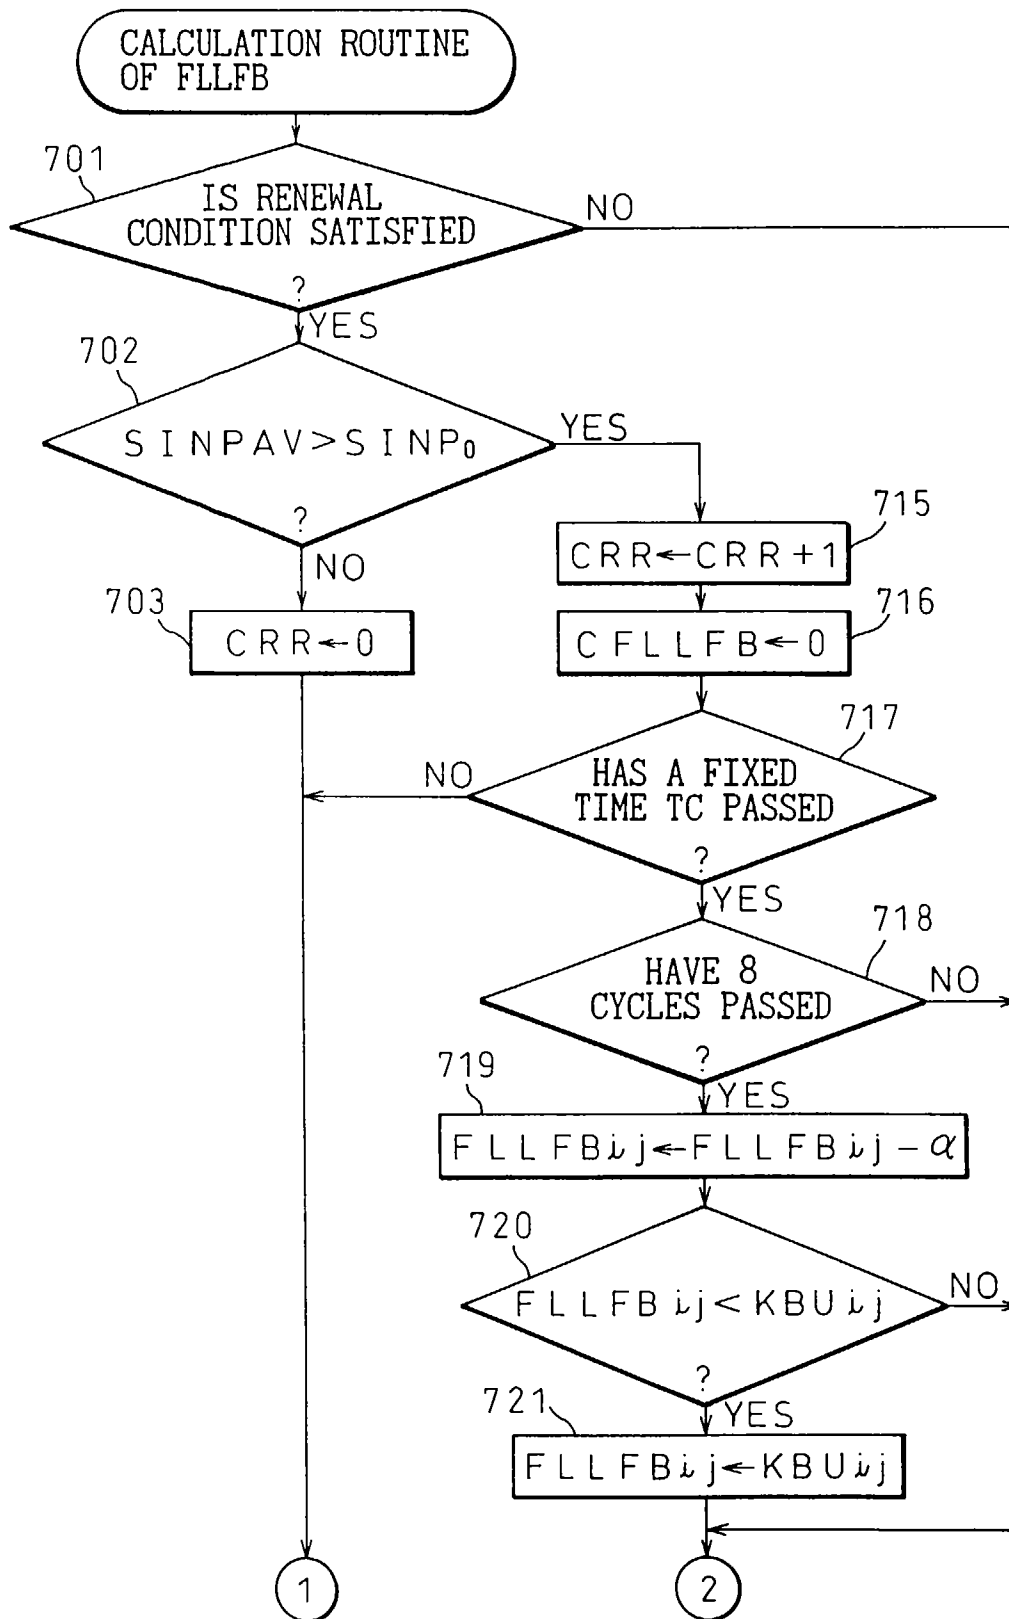 CALCULATION ROUTINE
OF FLLFB
701
IS RENEWAL
CONDITION SATISFIED
?
NO
YES
702
SINPAV>SINP₀
?
YES
NO
703
CRR←0
715
CRR←CRR+1
716
CFLLFB←0
717
HAS A FIXED
TIME TC PASSED
?
NO
YES
718
HAVE 8
CYCLES PASSED
?
NO
YES
719
FLLFBij←FLLFBij-α
720
FLLFBij<KBUij
?
NO
YES
721
FLLFBij←KBUij
1
2